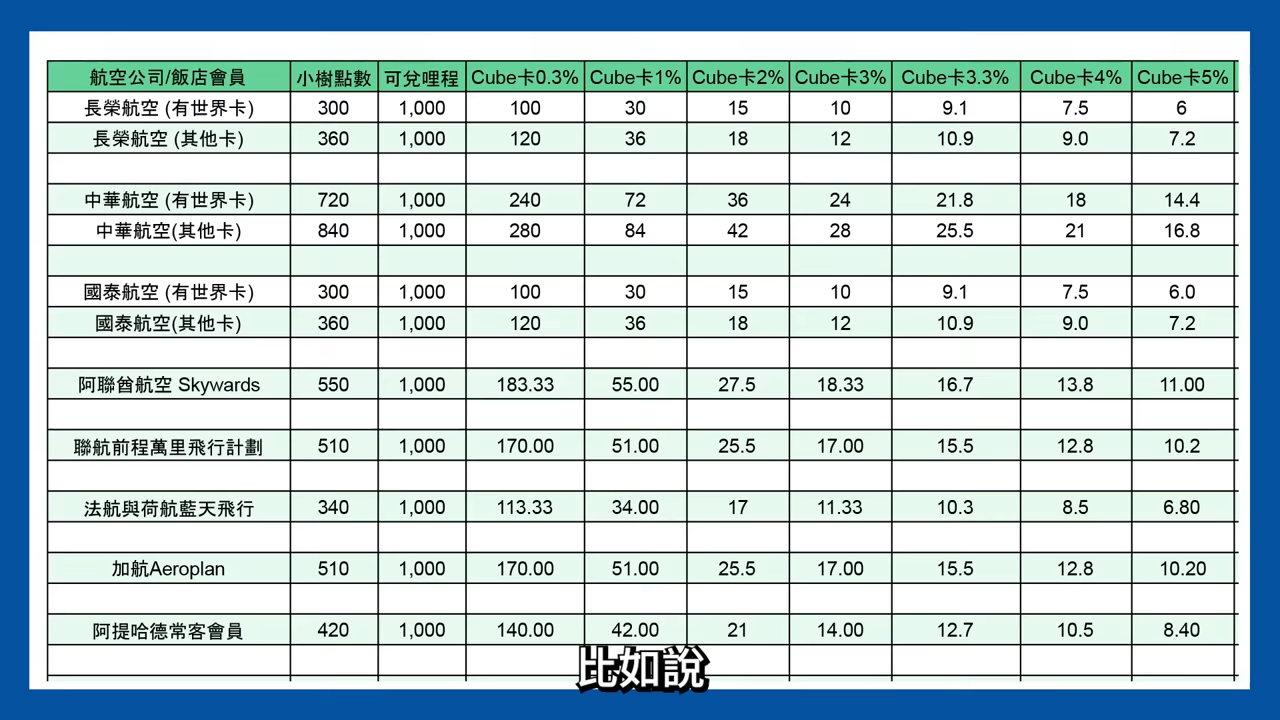 航空公司/飯店會員 小樹點數 可兌哩程 Cube卡0.3% Cube卡1% Cube卡2% Cube卡3% Cube卡3.3% Cube卡4% Cube卡5%
長榮航空 (有世界卡) 300 1,000 100 30 15 10 9.1 7.5 6
長榮航空 (其他卡) 360 1,000 120 36 18 12 10.9 9.0 7.2
中華航空 (有世界卡) 720 1,000 240 72 36 24 21.8 18 14.4
中華航空(其他卡) 840 1,000 280 84 42 28 25.5 21 16.8
國泰航空 (有世界卡) 300 1,000 100 30 15 10 9.1 7.5 6.0
國泰航空(其他卡) 360 1,000 120 36 18 12 10.9 9.0 7.2
阿聯酋航空 Skywards 550 1,000 183.33 55.00 27.5 18.33 16.7 13.8 11.00
聯航前程萬里飛行計劃 510 1,000 170.00 51.00 25.5 17.00 15.5 12.8 10.2
法航與荷航藍天飛行 340 1,000 113.33 34.00 17 11.33 10.3 8.5 6.80
加航Aeroplan 510 1,000 170.00 51.00 25.5 17.00 15.5 12.8 10.20
阿提哈德常客會員 420 1,000 140.00 42.00 21 14.00 12.7 10.5 8.40
比如說